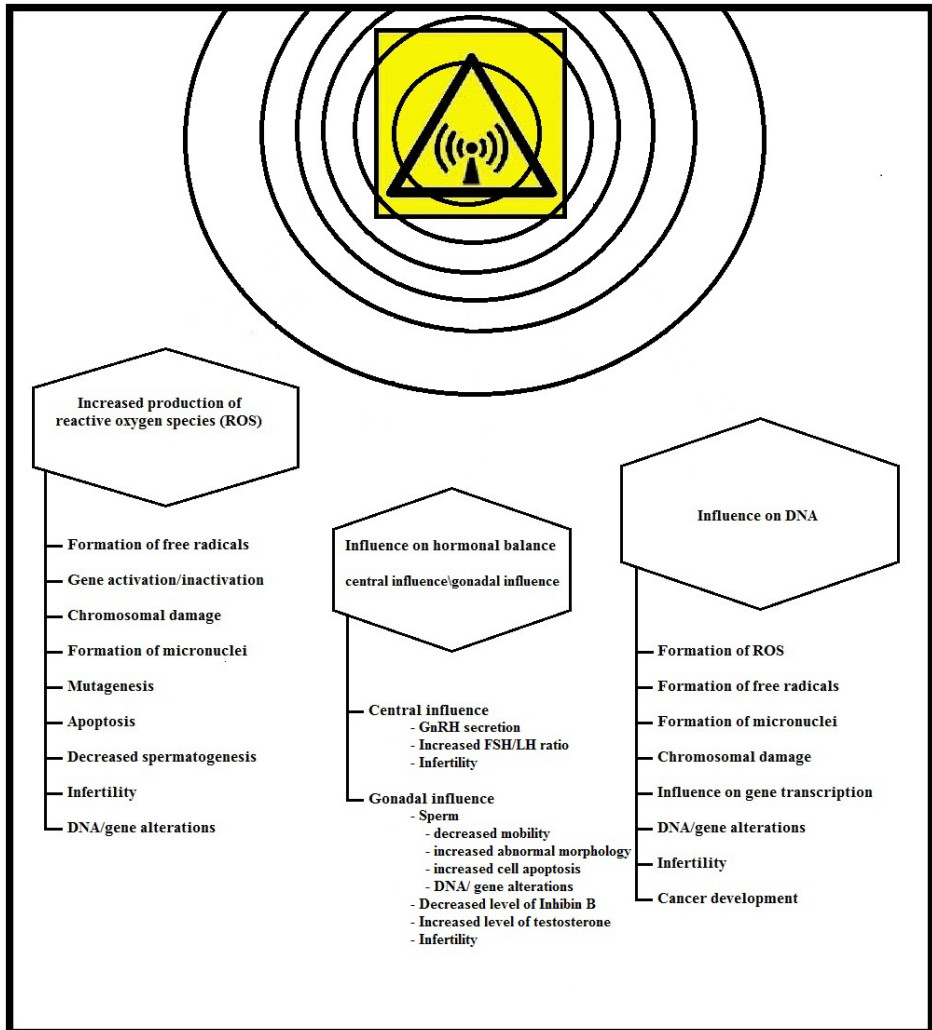 Increased production of
reactive oxygen species (ROS)
Formation of free radicals
Gene activation/inactivation
Chromosomal damage
Formation of micronuclei
Mutagenesis
Apoptosis
Decreased spermatogenesis
Infertility
DNA/gene alterations
Influence on hormonal balance
central influence\gonadal influence
Central influence
- GnRH secretion
- Increased FSH/LH ratio
- Infertility
Gonadal influence
- Sperm
- decreased mobility
- increased abnormal morphology
- increased cell apoptosis
- DNA/ gene alterations
- Decreased level of Inhibin B
- Increased level of testosterone
- Infertility
Influence on DNA
Formation of ROS
Formation of free radicals
Formation of micronuclei
Chromosomal damage
Influence on gene transcription
DNA/gene alterations
Infertility
Cancer development